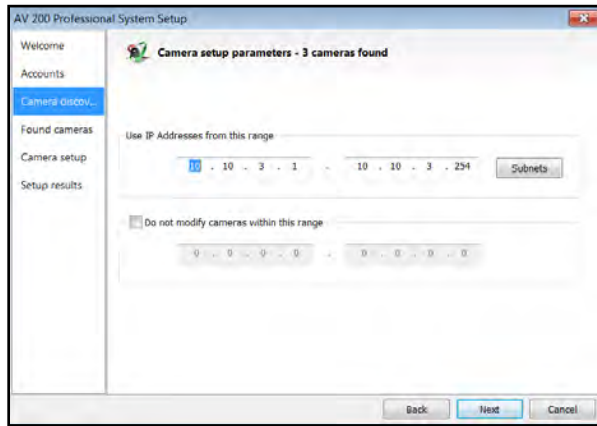 AV 200 Professional System Setup
Welcome
Accounts
Camera discov...
Found cameras
Camera setup
Setup results
Camera setup parameters - 3 cameras found
Use IP Addresses from this range
10 . 10 . 3 . 1 - 10 . 10 . 3 . 254 Subnets
Do not modify cameras within this range
0 . 0 . 0 . 0 - 0 . 0 . 0 . 0
Back Next Cancel